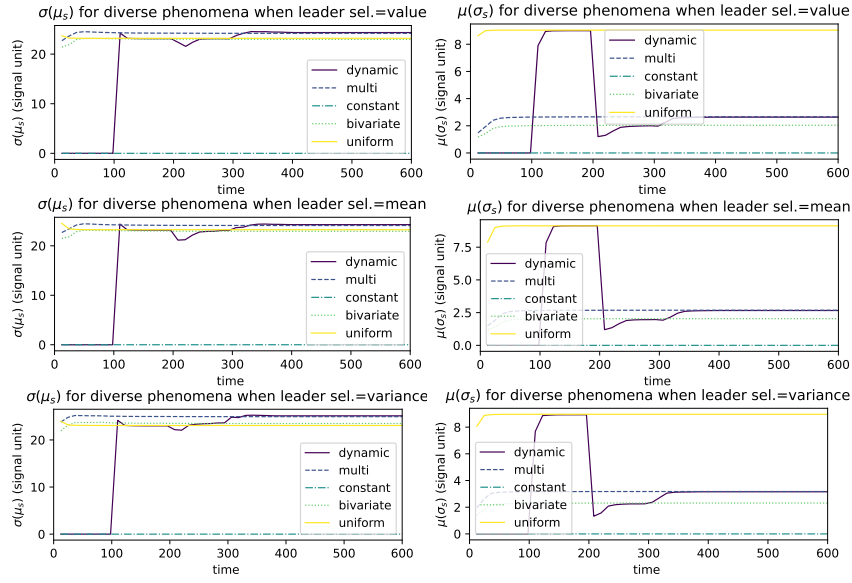 σ(μₛ) for diverse phenomena when leader sel.=value
σ(μₛ) (signal unit)
20
10
0
dynamic
multi
constant
bivariate
uniform
0 100 200 300 400 500 600
time
μ(σₛ) for diverse phenomena when leader sel.=value
μ(σₛ) (signal unit)
8
6
4
2
0
dynamic
multi
constant
bivariate
uniform
0 100 200 300 400 500 600
time
σ(μₛ) for diverse phenomena when leader sel.=mean
σ(μₛ) (signal unit)
20
10
0
dynamic
multi
constant
bivariate
uniform
0 100 200 300 400 500 600
time
μ(σₛ) for diverse phenomena when leader sel.=mean
μ(σₛ) (signal unit)
7.5
5.0
2.5
0.0
dynamic
multi
constant
bivariate
uniform
0 100 200 300 400 500 600
time
σ(μₛ) for diverse phenomena when leader sel.=variance
σ(μₛ) (signal unit)
20
10
0
dynamic
multi
constant
bivariate
uniform
0 100 200 300 400 500 600
time
μ(σₛ) for diverse phenomena when leader sel.=variance
μ(σₛ) (signal unit)
8
6
4
2
0
dynamic
multi
constant
bivariate
uniform
0 100 200 300 400 500 600
time